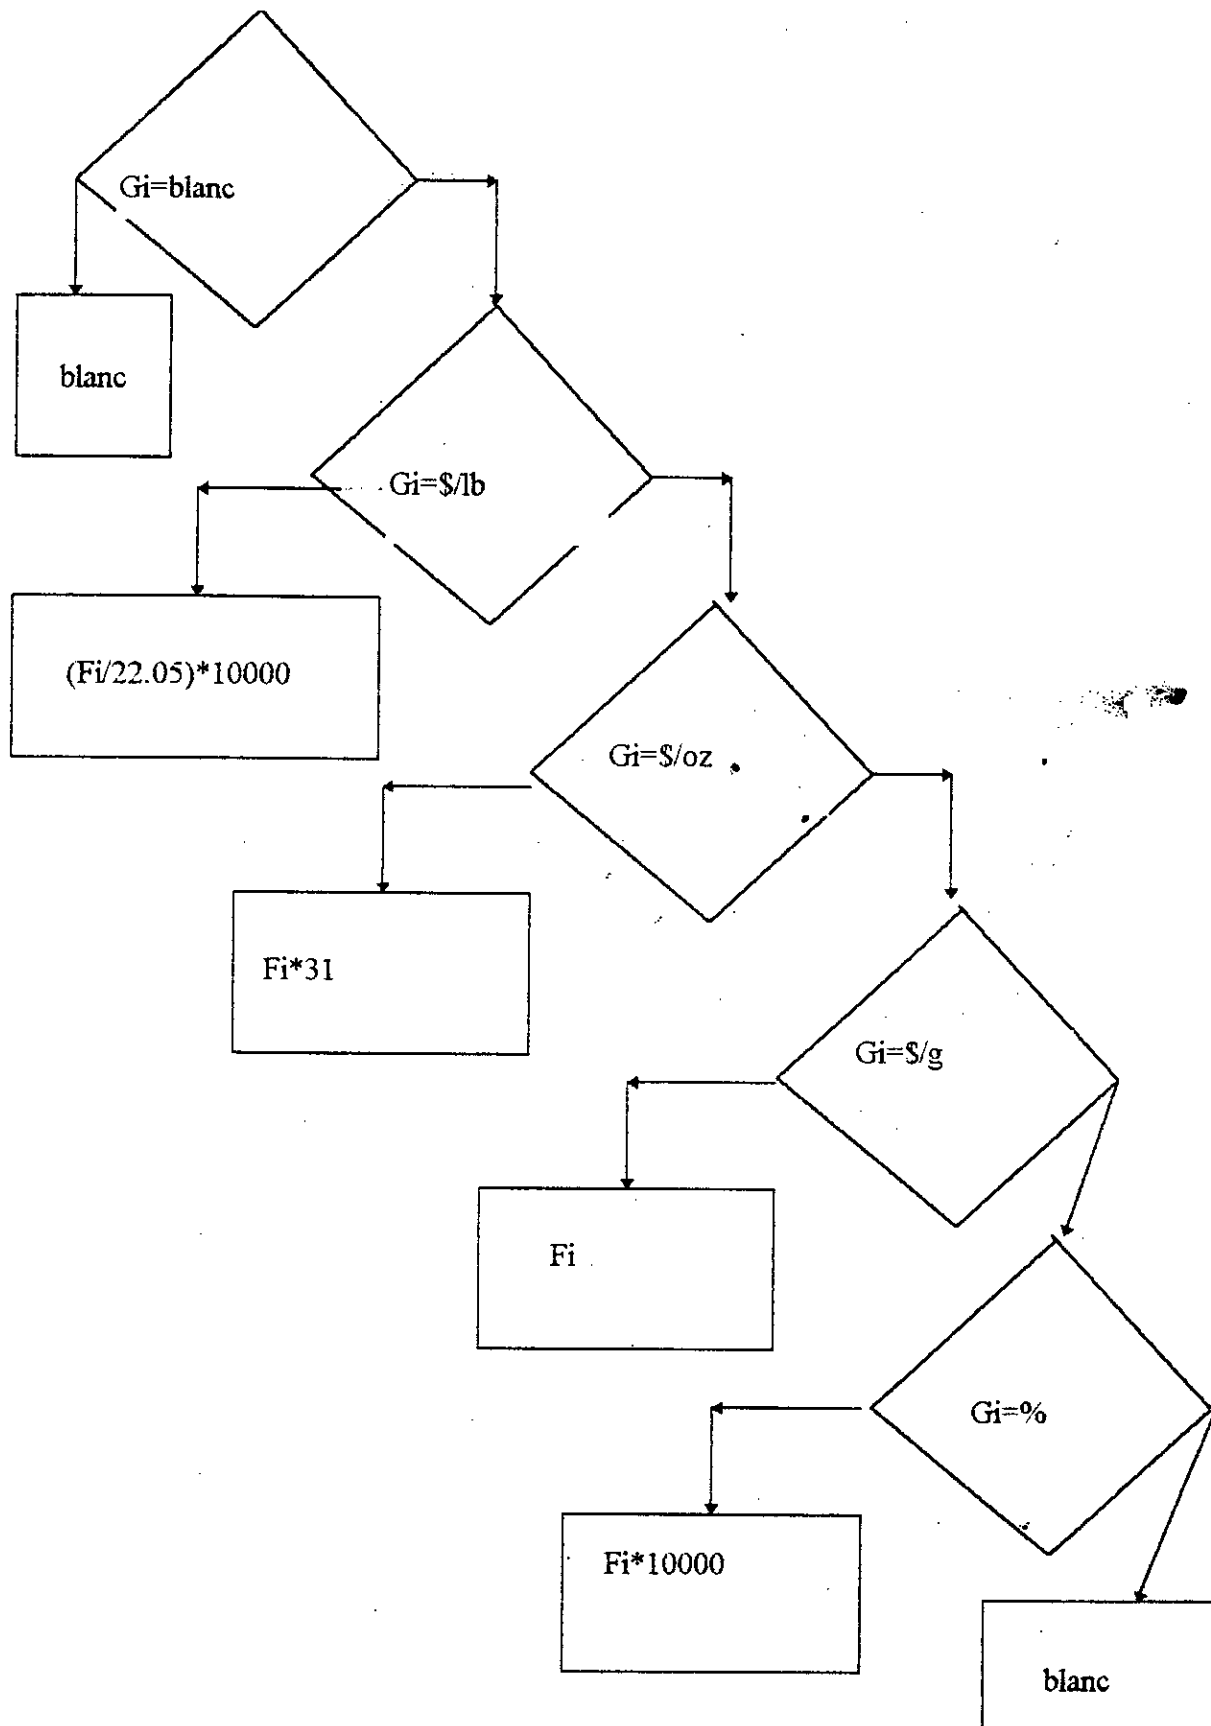 Gi=blanc
blanc
Gi=$/lb
(Fi/22.05)*10000
Gi=$/oz
Fi*31
Gi=$/g
Fi
Gi=%
Fi*10000
blanc